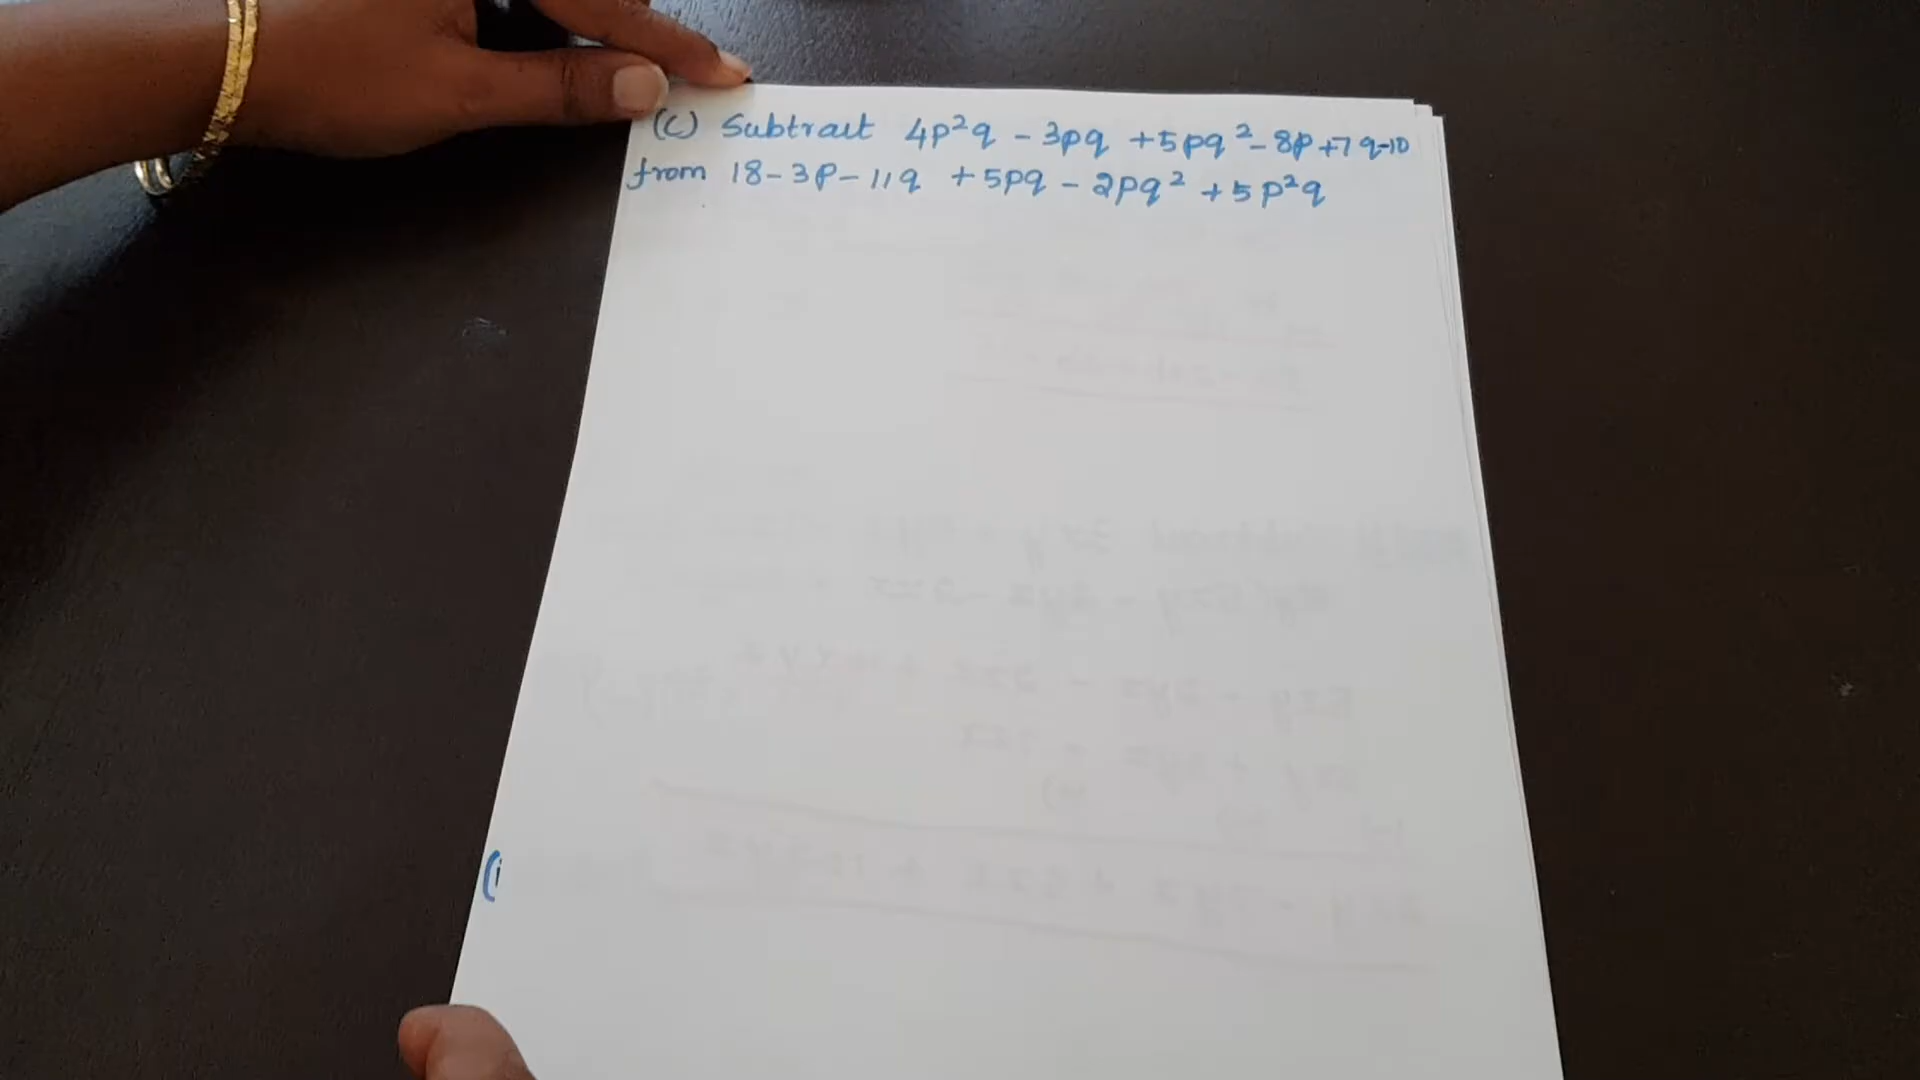 (C) Subtract 4p²q - 3pq + 5pq² - 8p + 7q - 10
from 18 - 3p - 11q + 5pq - 2pq² + 5p²q
(i